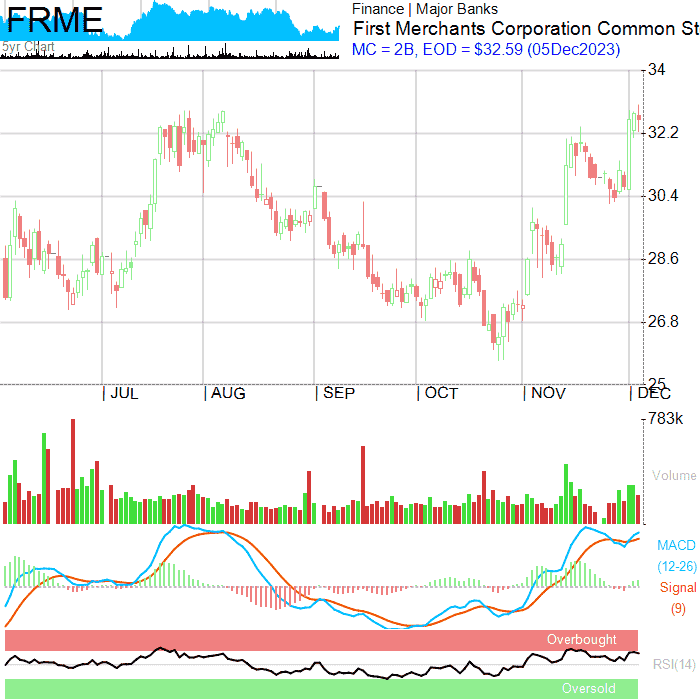 FRME
5yr Chart
Finance | Major Banks
First Merchants Corporation Common St
MC = 2B, EOD = $32.59 (05Dec2023)
34
32.2
30.4
28.6
26.8
25
| JUL | AUG | SEP | OCT | NOV | DEC
783k
Volume
MACD
(12-26)
Signal
(9)
Overbought
RSI(14)
Oversold